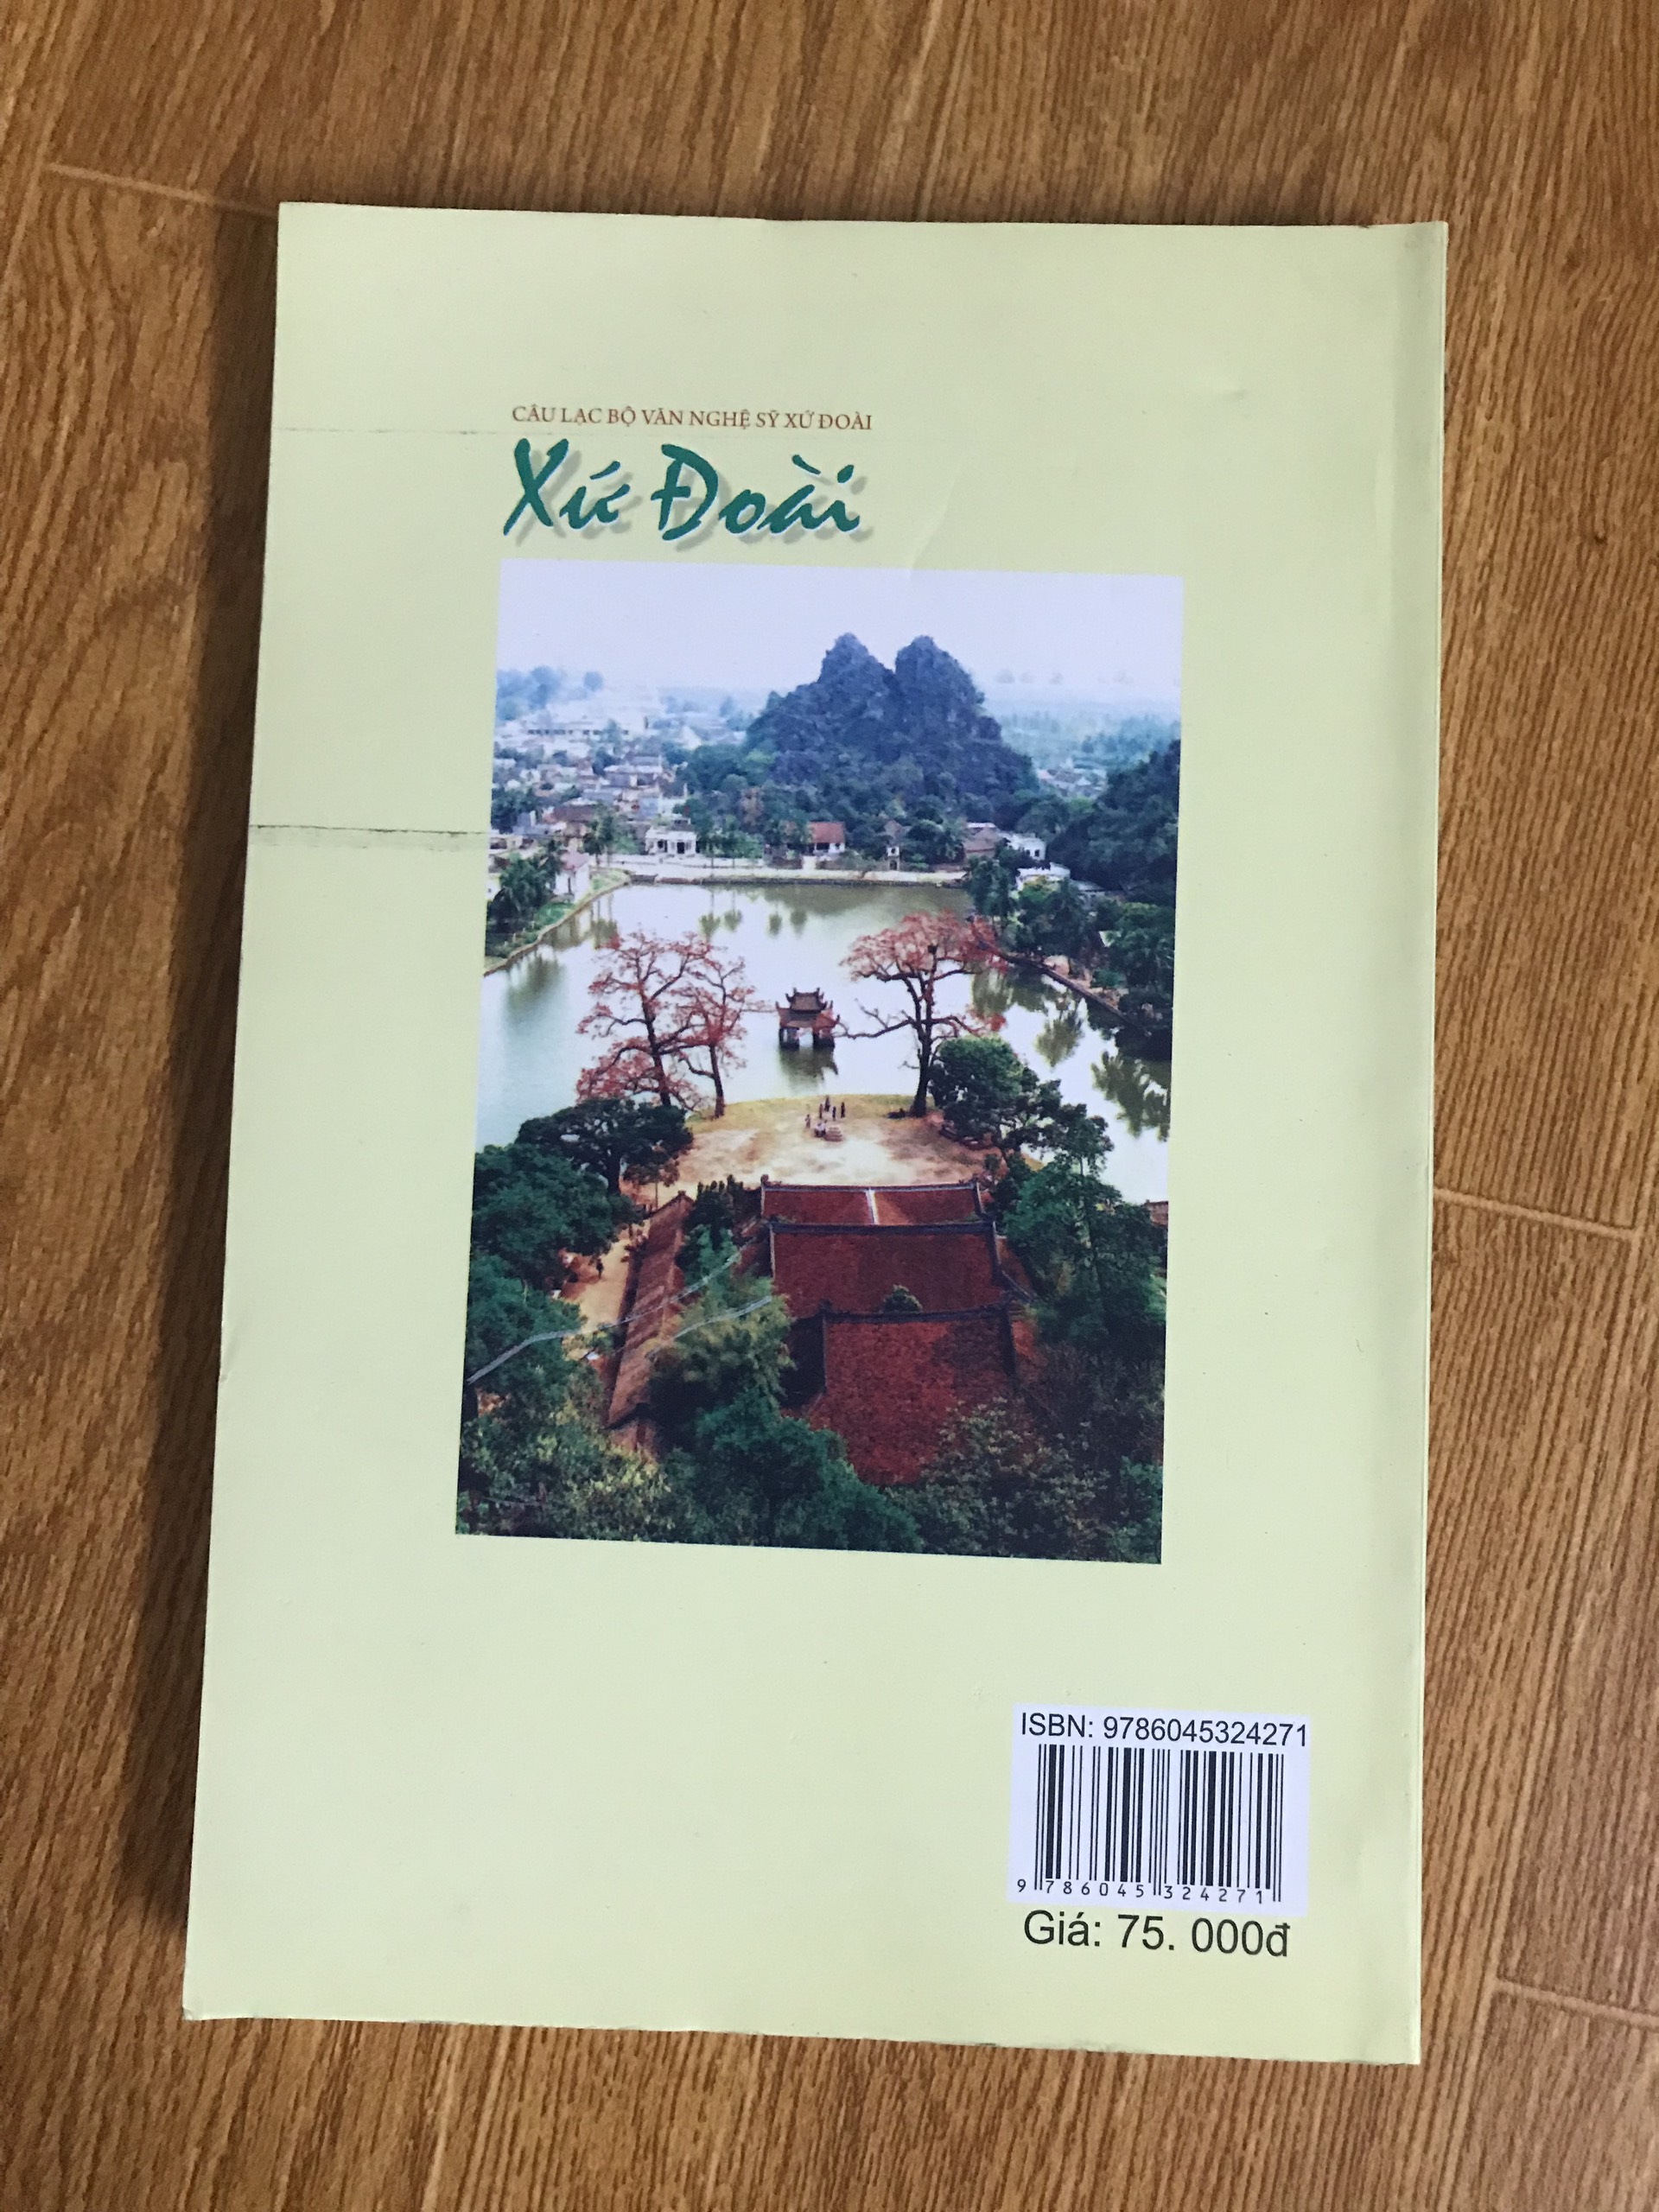 CÂU LẠC BỘ VĂN NGHỆ SỸ XỨ ĐOÀI
Xứ Đoài
ISBN: 9786045324271
9 786045 324271
Giá: 75. 000đ